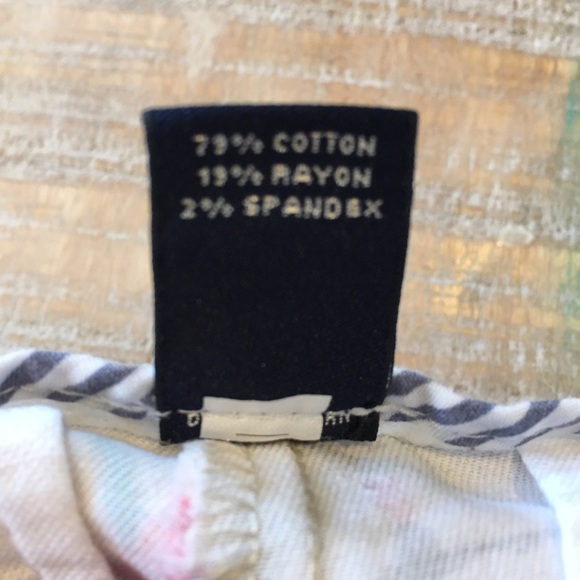 79% COTTON
19% RAYON
2% SPANDEX